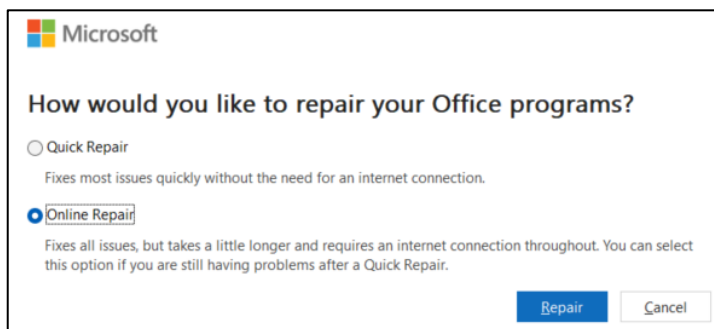 Microsoft
How would you like to repair your Office programs?
Quick Repair
Fixes most issues quickly without the need for an internet connection.
Online Repair
Fixes all issues, but takes a little longer and requires an internet connection throughout. You can select
this option if you are still having problems after a Quick Repair.
Repair Cancel